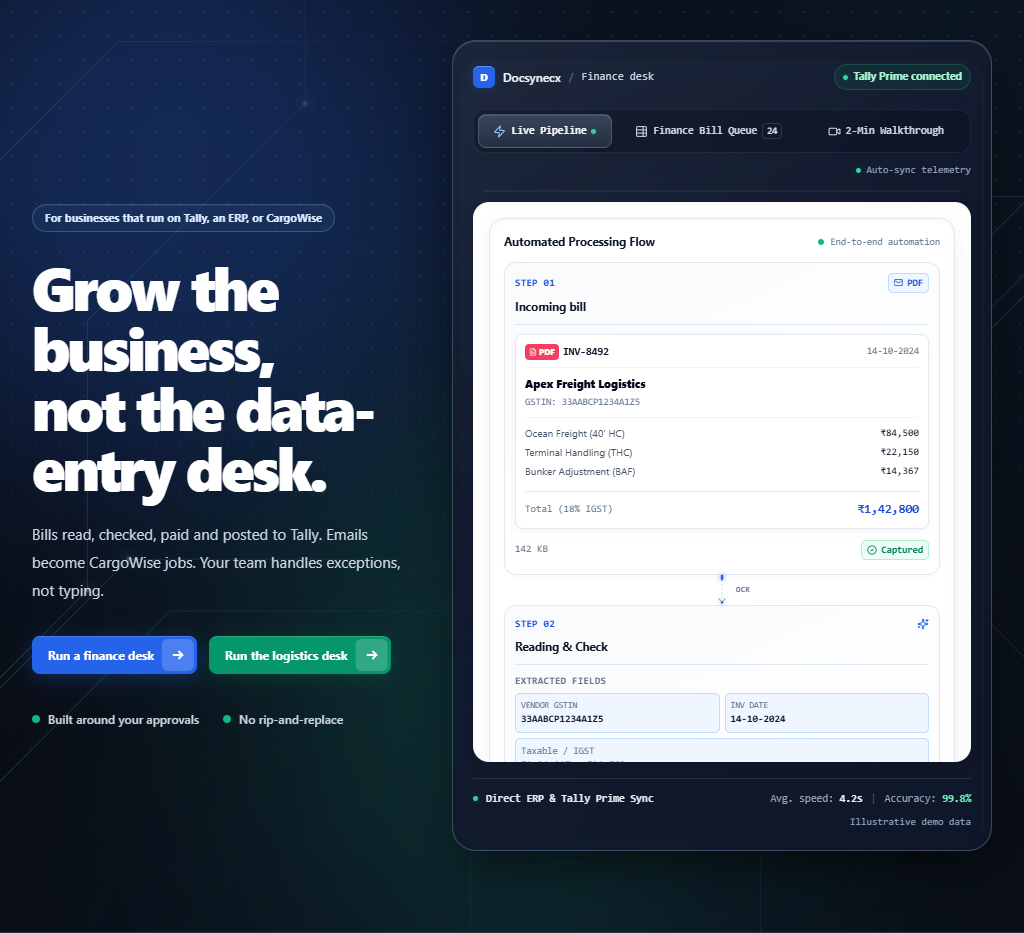 For businesses that run on Tally, an ERP, or CargoWise
Grow the
business,
not the data-
entry desk.
Bills read, checked, paid and posted to Tally. Emails
become CargoWise jobs. Your team handles exceptions,
not typing.
Run a finance desk →
Run the logistics desk →
Built around your approvals
No rip-and-replace
D Docsynecx / Finance desk
Tally Prime connected
Live Pipeline
Finance Bill Queue 24
2-Min Walkthrough
Auto-sync telemetry
Automated Processing Flow
End-to-end automation
STEP 01
PDF
Incoming bill
PDF INV-8492
14-10-2024
Apex Freight Logistics
GSTIN: 33AABCP1234A1Z5
Ocean Freight (40' HC) ₹84,500
Terminal Handling (THC) ₹22,150
Bunker Adjustment (BAF) ₹14,367
Total (18% IGST) ₹1,42,800
142 KB
Captured
OCR
STEP 02
Reading & Check
EXTRACTED FIELDS
VENDOR GSTIN
33AABCP1234A1Z5
INV DATE
14-10-2024
Taxable / IGST
Direct ERP & Tally Prime Sync
Avg. speed: 4.2s | Accuracy: 99.8%
Illustrative demo data